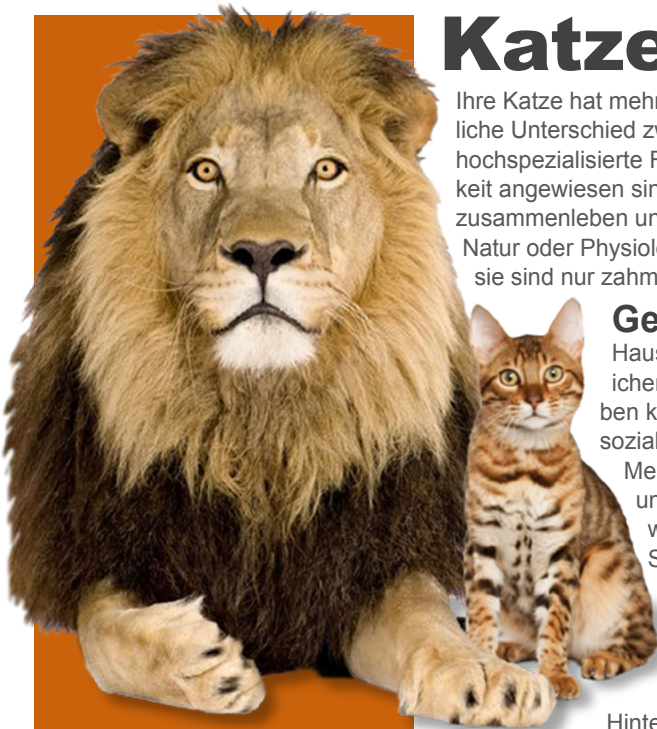 Katze
Ihre Katze hat mehr
liche Unterschied zw
hochspezialisierte F
keit angewiesen sin
zusammenleben un
Natur oder Physiol
sie sind nur zahm
Ge
Haus
icher
ben k
sozial
Me
un
w
S
Hinte